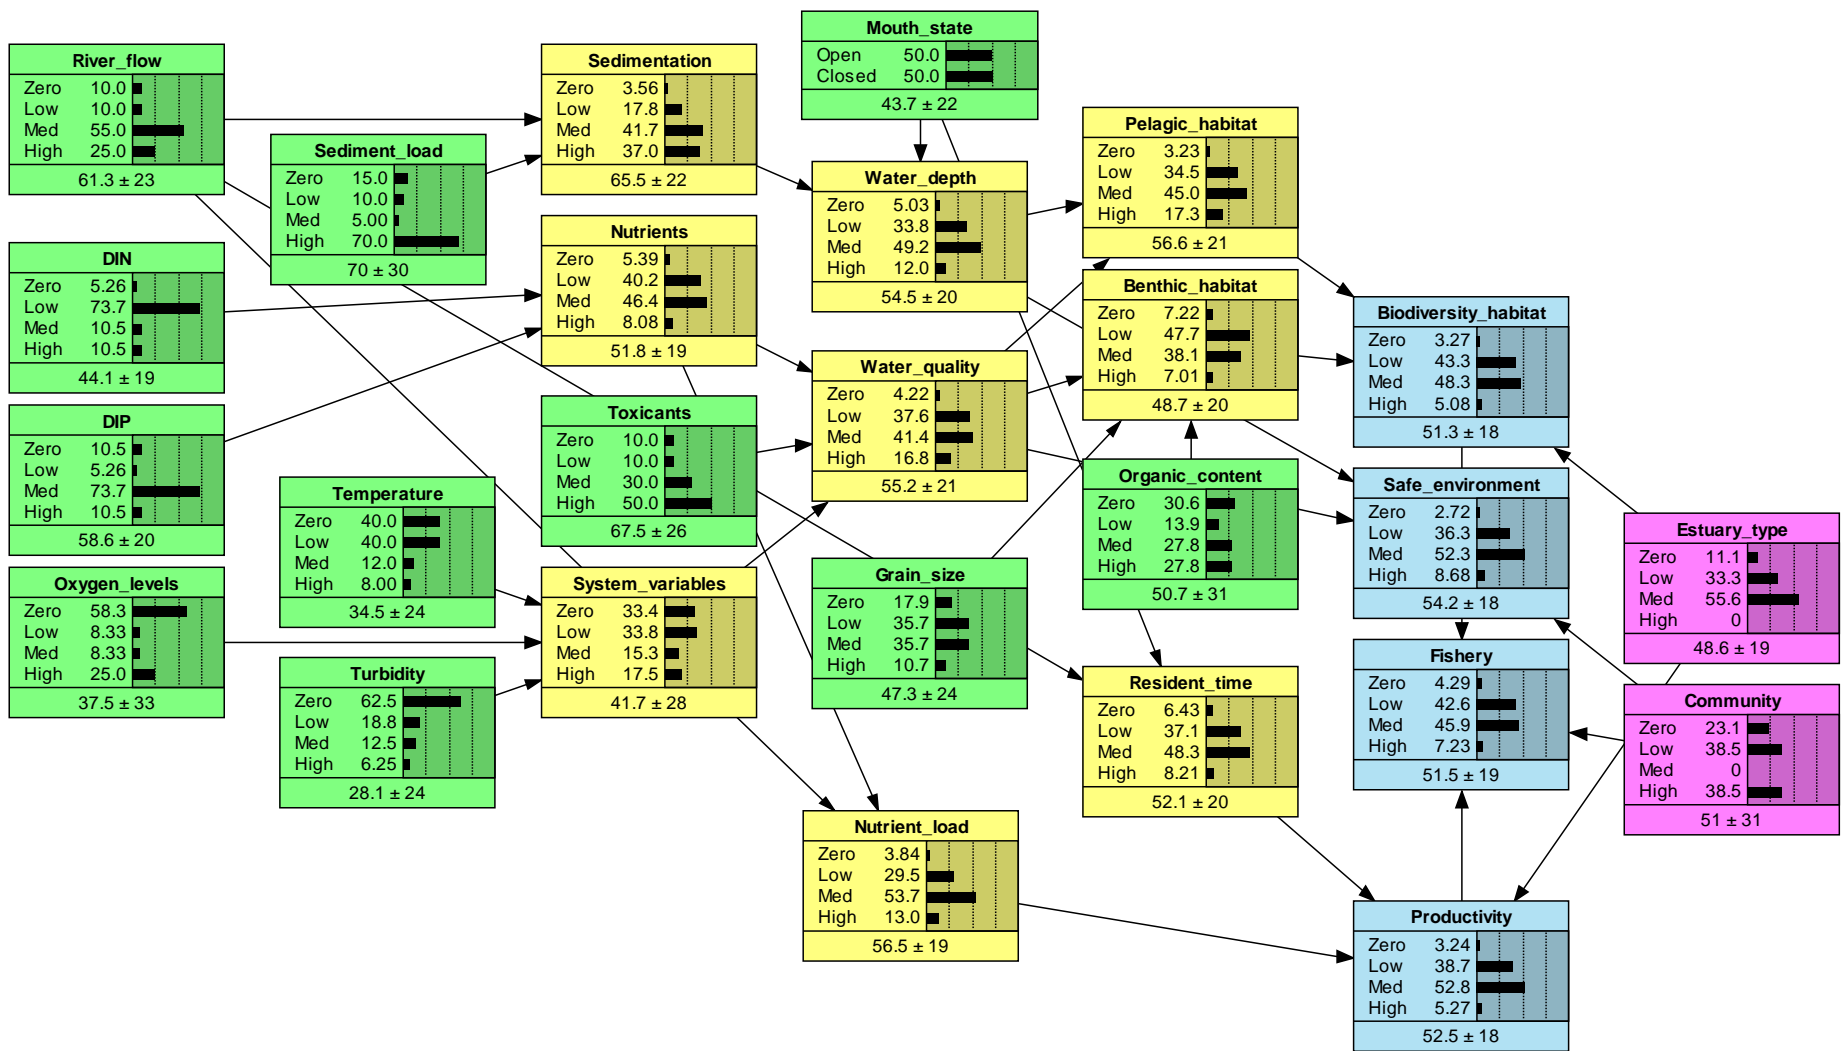 Mouth_state
Open 50.0
Closed 50.0
43.7 ± 22
River_flow
Zero 10.0
Low 10.0
Med 55.0
High 25.0
61.3 ± 23
Sedimentation
Zero 3.56
Low 17.8
Med 41.7
High 37.0
65.5 ± 22
Sediment_load
Zero 15.0
Low 10.0
Med 5.00
High 70.0
70 ± 30
Pelagic_habitat
Zero 3.23
Low 34.5
Med 45.0
High 17.3
56.6 ± 21
Water_depth
Zero 5.03
Low 33.8
Med 49.2
High 12.0
54.5 ± 20
Nutrients
Zero 5.39
Low 40.2
Med 46.4
High 8.08
51.8 ± 19
DIN
Zero 5.26
Low 73.7
Med 10.5
High 10.5
44.1 ± 19
Benthic_habitat
Zero 7.22
Low 47.7
Med 38.1
High 7.01
48.7 ± 20
Biodiversity_habitat
Zero 3.27
Low 43.3
Med 48.3
High 5.08
51.3 ± 18
Water_quality
Zero 4.22
Low 37.6
Med 41.4
High 16.8
55.2 ± 21
DIP
Zero 10.5
Low 5.26
Med 73.7
High 10.5
58.6 ± 20
Toxicants
Zero 10.0
Low 10.0
Med 30.0
High 50.0
67.5 ± 26
Organic_content
Zero 30.6
Low 13.9
Med 27.8
High 27.8
50.7 ± 31
Safe_environment
Zero 2.72
Low 36.3
Med 52.3
High 8.68
54.2 ± 18
Temperature
Zero 40.0
Low 40.0
Med 12.0
High 8.00
34.5 ± 24
Estuary_type
Zero 11.1
Low 33.3
Med 55.6
High 0
48.6 ± 19
Oxygen_levels
Zero 58.3
Low 8.33
Med 8.33
High 25.0
37.5 ± 33
System_variables
Zero 33.4
Low 33.8
Med 15.3
High 17.5
41.7 ± 28
Grain_size
Zero 17.9
Low 35.7
Med 35.7
High 10.7
47.3 ± 24
Fishery
Zero 4.29
Low 42.6
Med 45.9
High 7.23
51.5 ± 19
Turbidity
Zero 62.5
Low 18.8
Med 12.5
High 6.25
28.1 ± 24
Resident_time
Zero 6.43
Low 37.1
Med 48.3
High 8.21
52.1 ± 20
Community
Zero 23.1
Low 38.5
Med 0
High 38.5
51 ± 31
Nutrient_load
Zero 3.84
Low 29.5
Med 53.7
High 13.0
56.5 ± 19
Productivity
Zero 3.24
Low 38.7
Med 52.8
High 5.27
52.5 ± 18